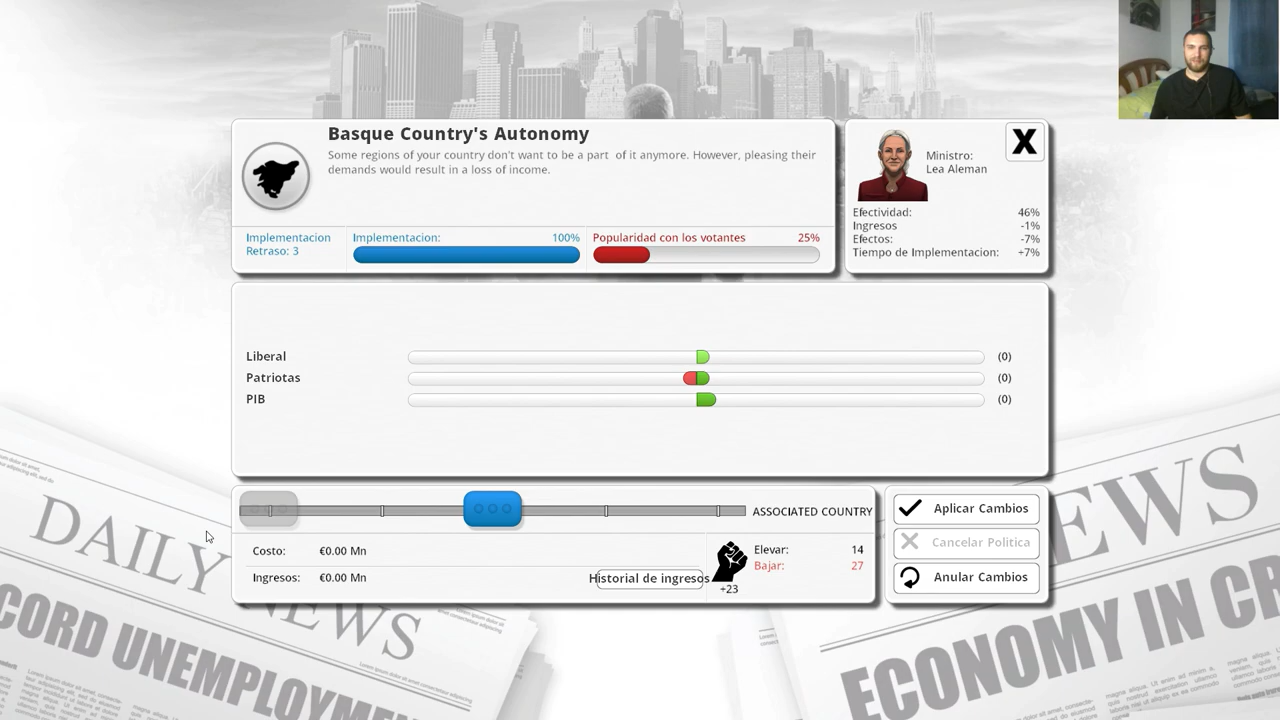 Basque Country's Autonomy
Some regions of your country don't want to be a part of it anymore. However, pleasing their
demands would result in a loss of income.
Implementacion
Retraso: 3
Implementacion: 100%
Popularidad con los votantes 25%
Ministro:
Lea Aleman
X
Efectividad: 46%
Ingresos -1%
Efectos: -7%
Tiempo de Implementacion: +7%
Liberal (0)
Patriotas (0)
PIB (0)
ASSOCIATED COUNTRY
Costo: €0.00 Mn
Ingresos: €0.00 Mn
Historial de ingresos
+23
Elevar: 14
Bajar: 27
Aplicar Cambios
Cancelar Politica
Anular Cambios
DAILY NEWS
CORD UNEMPLOYME
NEWS
ECONOMY IN CR